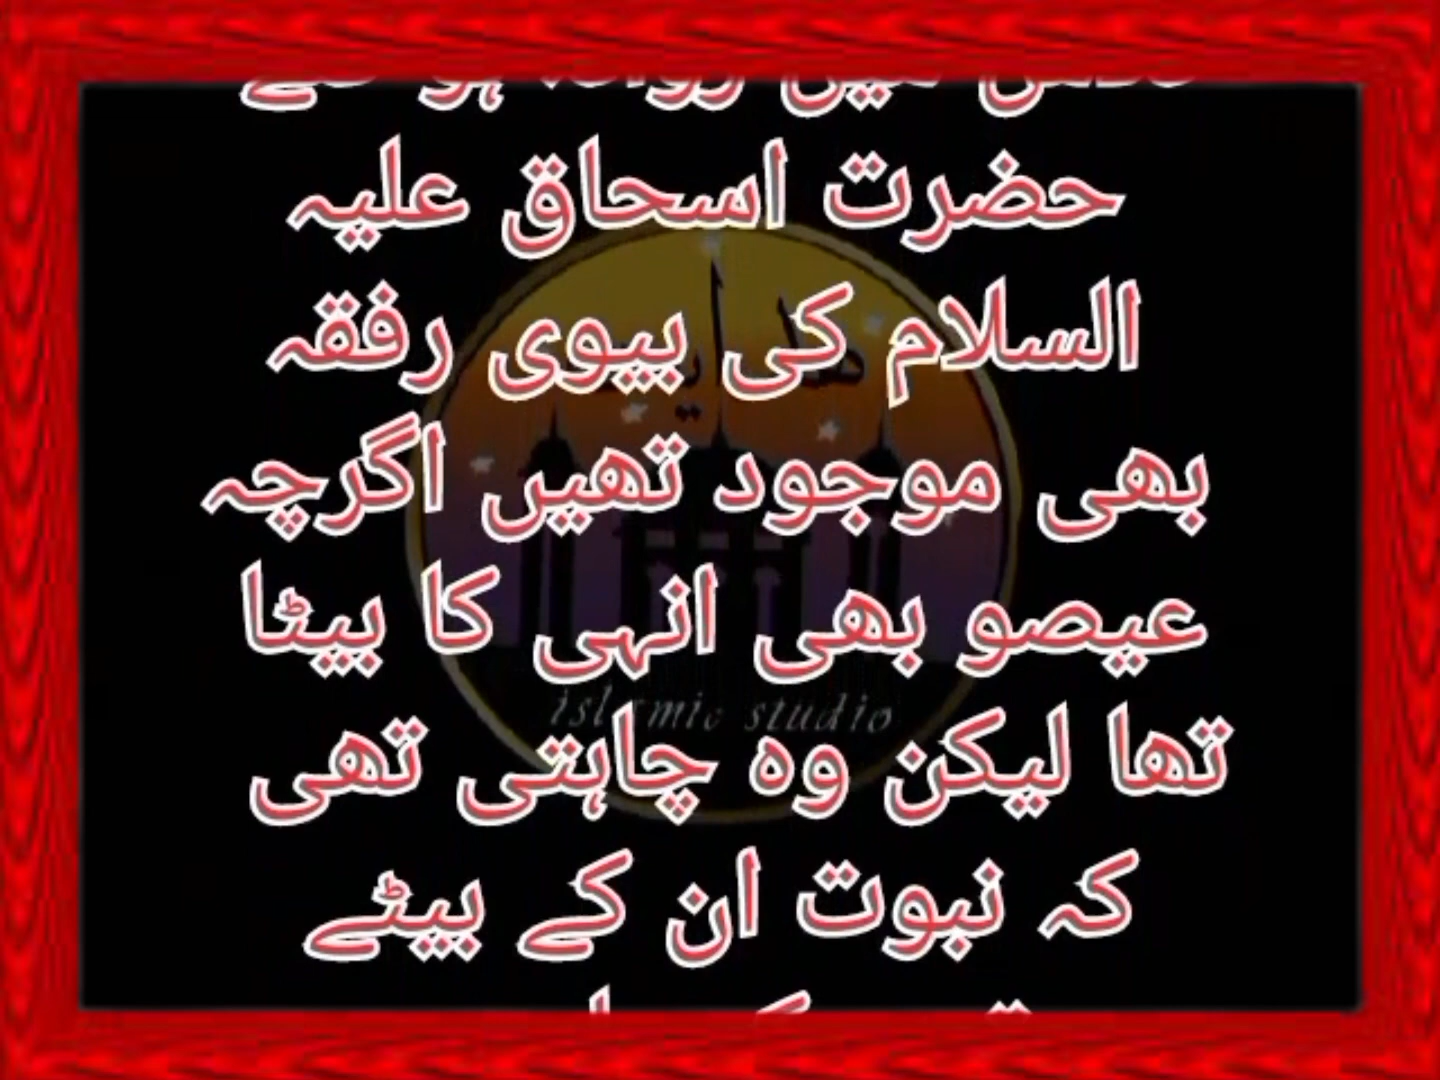 حضرت اسحاق علیہ
السلام کی بیوی رفقہ
بھی موجود تھیں اگرچہ
عیصو بھی انہی کا بیٹا
تھا لیکن وہ چاہتی تھی
کہ نبوت ان کے بیٹے
islamic studio